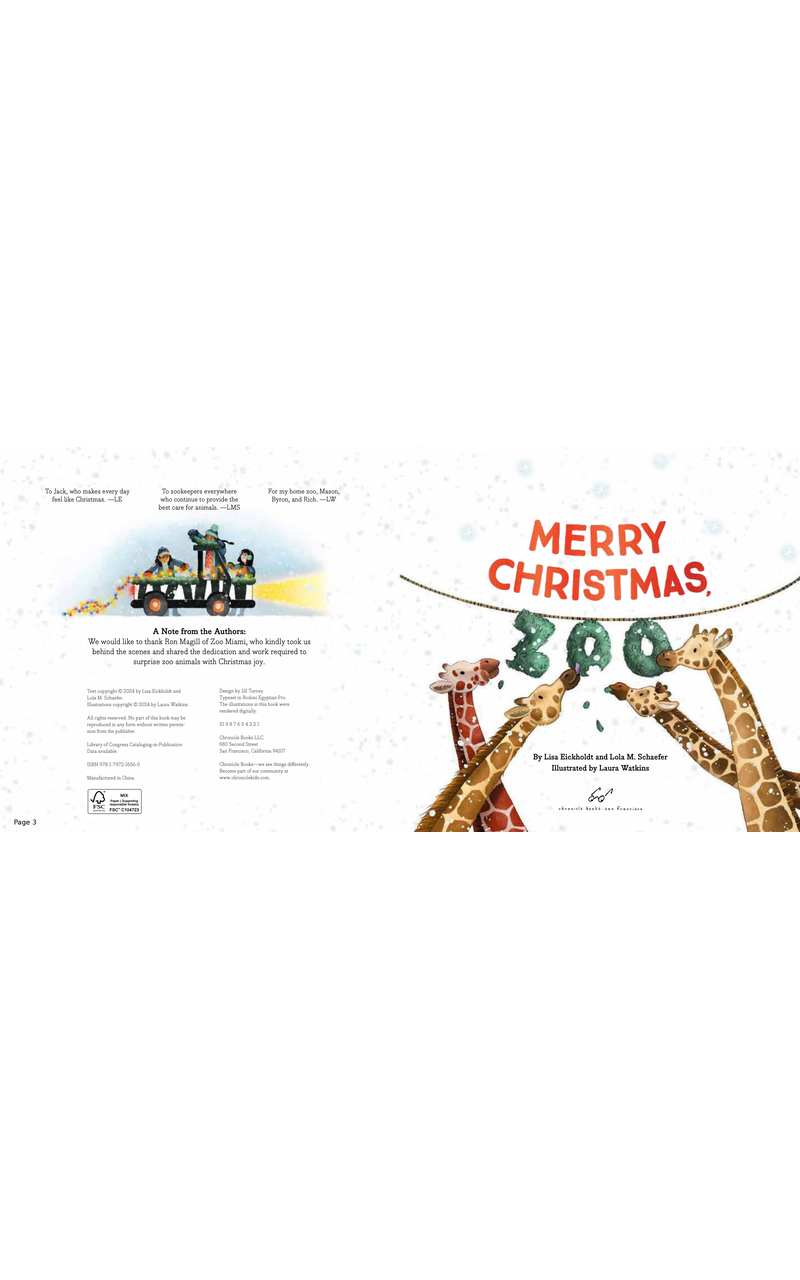 To Jack, who makes every day
feel like Christmas. —LE
To zookeepers everywhere
who continue to provide the
best care for animals. —LMS
For my home zoo, Mason,
Byron, and Rich. —LW
A Note from the Authors:
We would like to thank Ron Magill of Zoo Miami, who kindly took us
behind the scenes and shared the dedication and work required to
surprise zoo animals with Christmas joy.
Text copyright © 2024 by Lisa Eickholdt and
Lola M. Schaefer.
Illustrations copyright © 2024 by Laura Watkins.
All rights reserved. No part of this book may be
reproduced in any form without written permis-
sion from the publisher.
Library of Congress Cataloging-in-Publication
Data available.
ISBN 978-1-7972-1656-0
Manufactured in China.
FSC
MIX
Paper | Supporting
responsible forestry
FSC® C104723
Design by Jill Turney.
Typeset in Bodoni Egyptian Pro.
The illustrations in this book were
rendered digitally.
10 9 8 7 6 5 4 3 2 1
Chronicle Books LLC
680 Second Street
San Francisco, California 94107
Chronicle Books—we see things differently.
Become part of our community at
www.chroniclekids.com.
Page 3
MERRY
CHRISTMAS,
ZOO
By Lisa Eickholdt and Lola M. Schaefer
Illustrated by Laura Watkins
chronicle books · san francisco